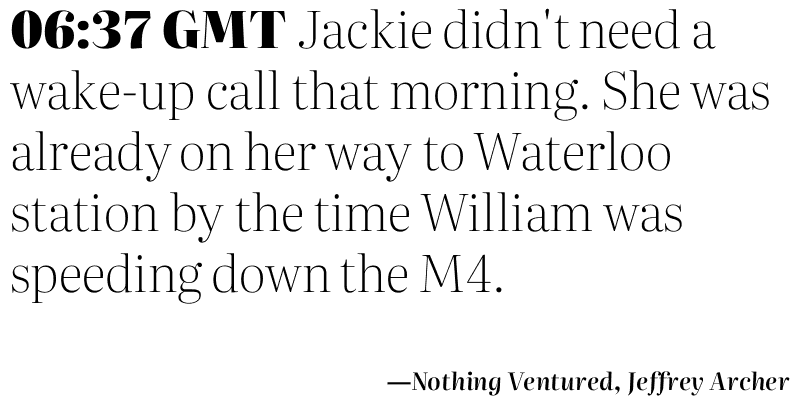 06:37 GMT Jackie didn't need a
wake-up call that morning. She was
already on her way to Waterloo
station by the time William was
speeding down the M4.
—Nothing Ventured, Jeffrey Archer